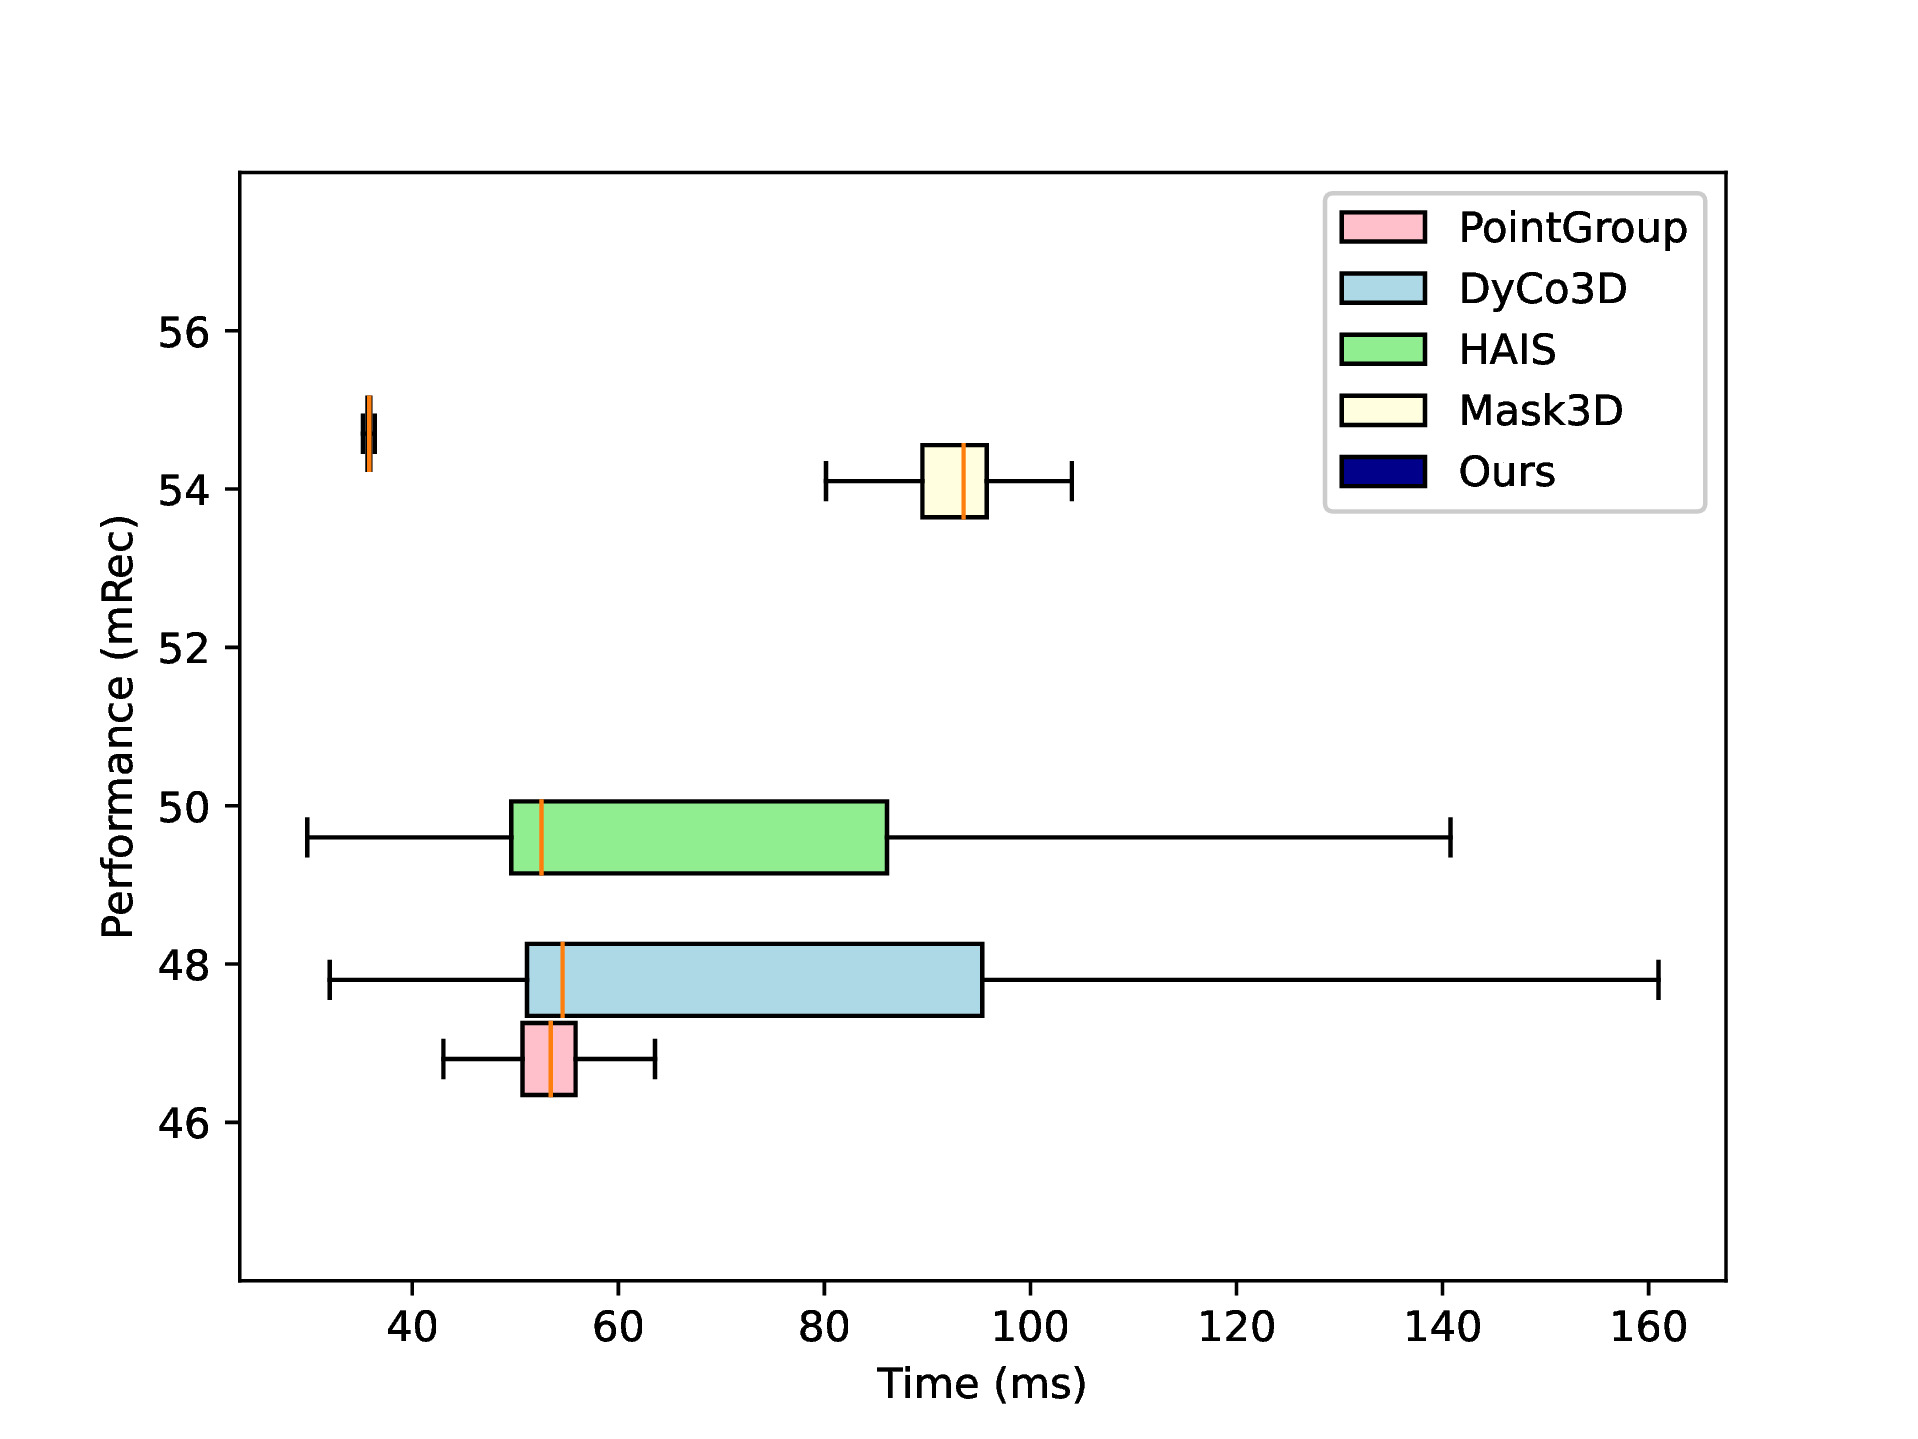 PointGroup
DyCo3D
HAIS
Mask3D
Ours
Performance (mRec)
56
54
52
50
48
46
40 60 80 100 120 140 160
Time (ms)